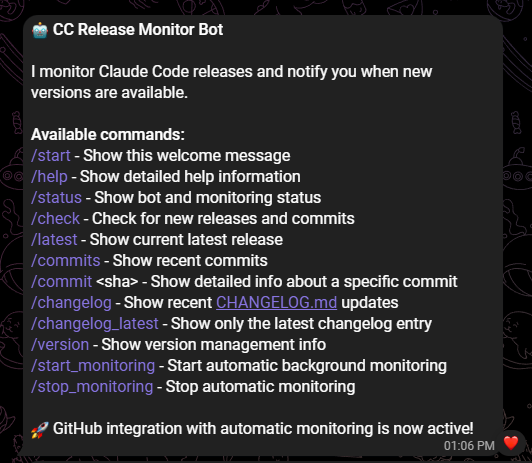 🤖 CC Release Monitor Bot
I monitor Claude Code releases and notify you when new
versions are available.
Available commands:
/start - Show this welcome message
/help - Show detailed help information
/status - Show bot and monitoring status
/check - Check for new releases and commits
/latest - Show current latest release
/commits - Show recent commits
/commit <sha> - Show detailed info about a specific commit
/changelog - Show recent CHANGELOG.md updates
/changelog_latest - Show only the latest changelog entry
/version - Show version management info
/start_monitoring - Start automatic background monitoring
/stop_monitoring - Stop automatic monitoring
🚀 GitHub integration with automatic monitoring is now active!
01:06 PM ❤️